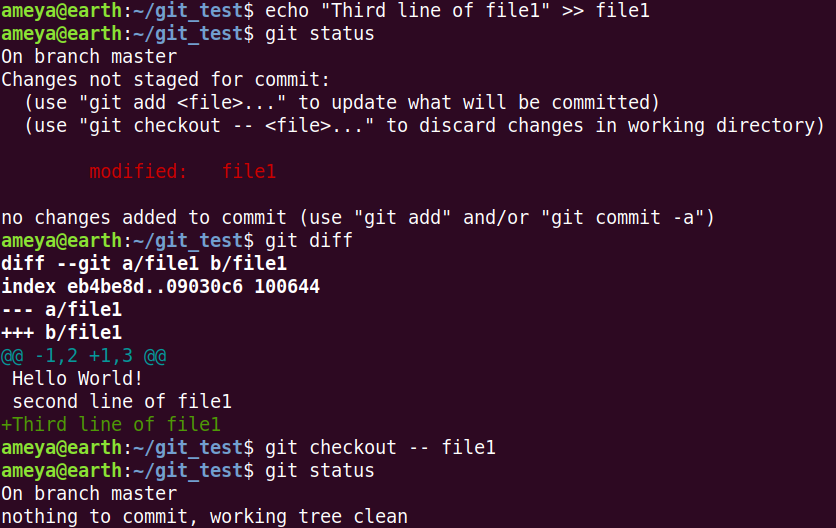 ameya@earth:~/git_test$ echo "Third line of file1" >> file1
ameya@earth:~/git_test$ git status
On branch master
Changes not staged for commit:
  (use "git add <file>..." to update what will be committed)
  (use "git checkout -- <file>..." to discard changes in working directory)

        modified:   file1

no changes added to commit (use "git add" and/or "git commit -a")
ameya@earth:~/git_test$ git diff
diff --git a/file1 b/file1
index eb4be8d..09030c6 100644
--- a/file1
+++ b/file1
@@ -1,2 +1,3 @@
 Hello World!
 second line of file1
+Third line of file1
ameya@earth:~/git_test$ git checkout -- file1
ameya@earth:~/git_test$ git status
On branch master
nothing to commit, working tree clean